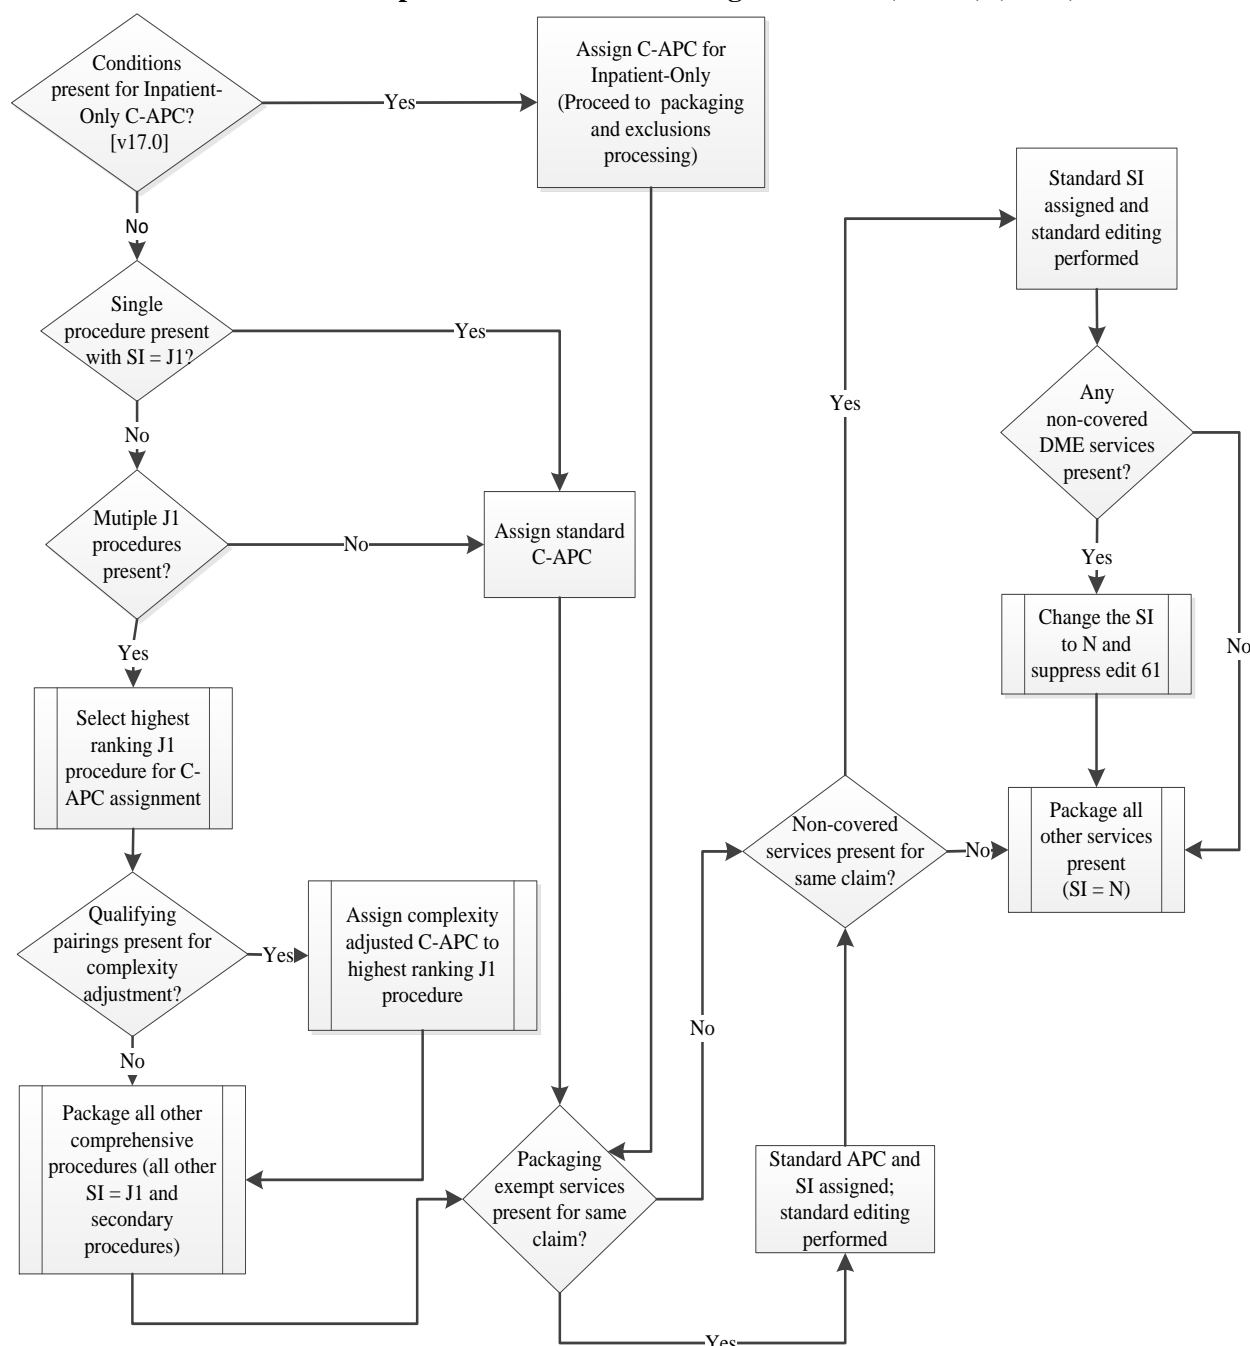 Conditions
present for Inpatient-
Only C-APC?
[v17.0]
Yes
Assign C-APC for
Inpatient-Only
(Proceed to packaging
and exclusions
processing)
No
Single
procedure present
with SI = J1?
Yes
No
Mutiple J1
procedures
present?
No
Assign standard
C-APC
Yes
Select highest
ranking J1
procedure for C-
APC assignment
Qualifying
pairings present for
complexity
adjustment?
Yes
Assign complexity
adjusted C-APC to
highest ranking J1
procedure
No
Package all other
comprehensive
procedures (all other
SI = J1 and
secondary
procedures)
Packaging
exempt services
present for same
claim?
No
Yes
Standard APC and
SI assigned;
standard editing
performed
Non-covered
services present for
same claim?
No
Yes
Standard SI
assigned and
standard editing
performed
Any
non-covered
DME services
present?
Yes
No
Change the SI
to N and
suppress edit 61
Package all
other services
present
(SI = N)